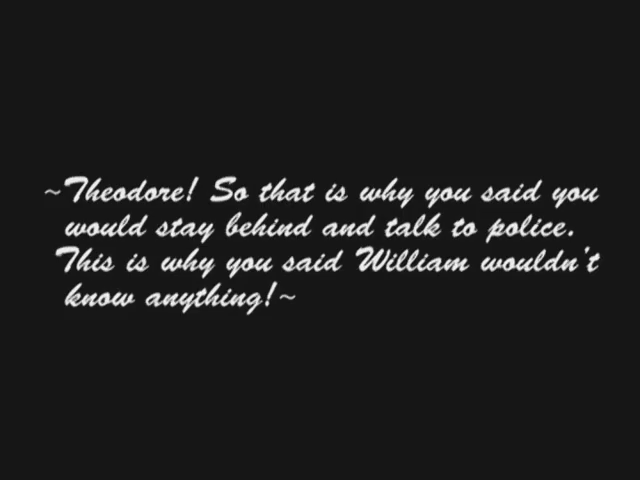 ~Theodore! So that is why you said you
would stay behind and talk to police.
This is why you said William wouldn't
know anything!~